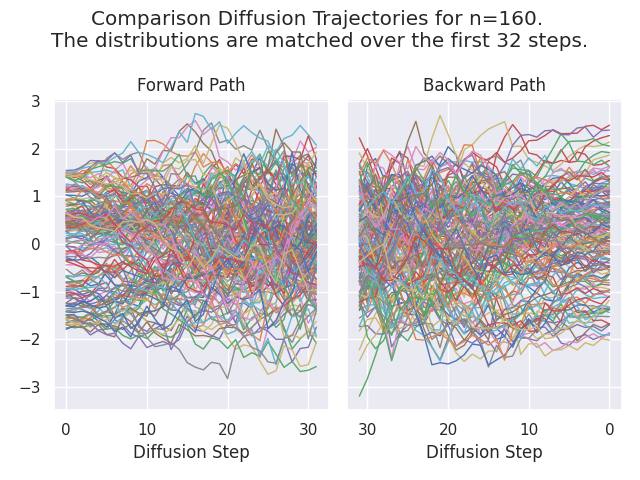 Comparison Diffusion Trajectories for n=160.
The distributions are matched over the first 32 steps.
Forward Path
Backward Path
3
2
1
0
−1
−2
−3
0 10 20 30
30 20 10 0
Diffusion Step
Diffusion Step